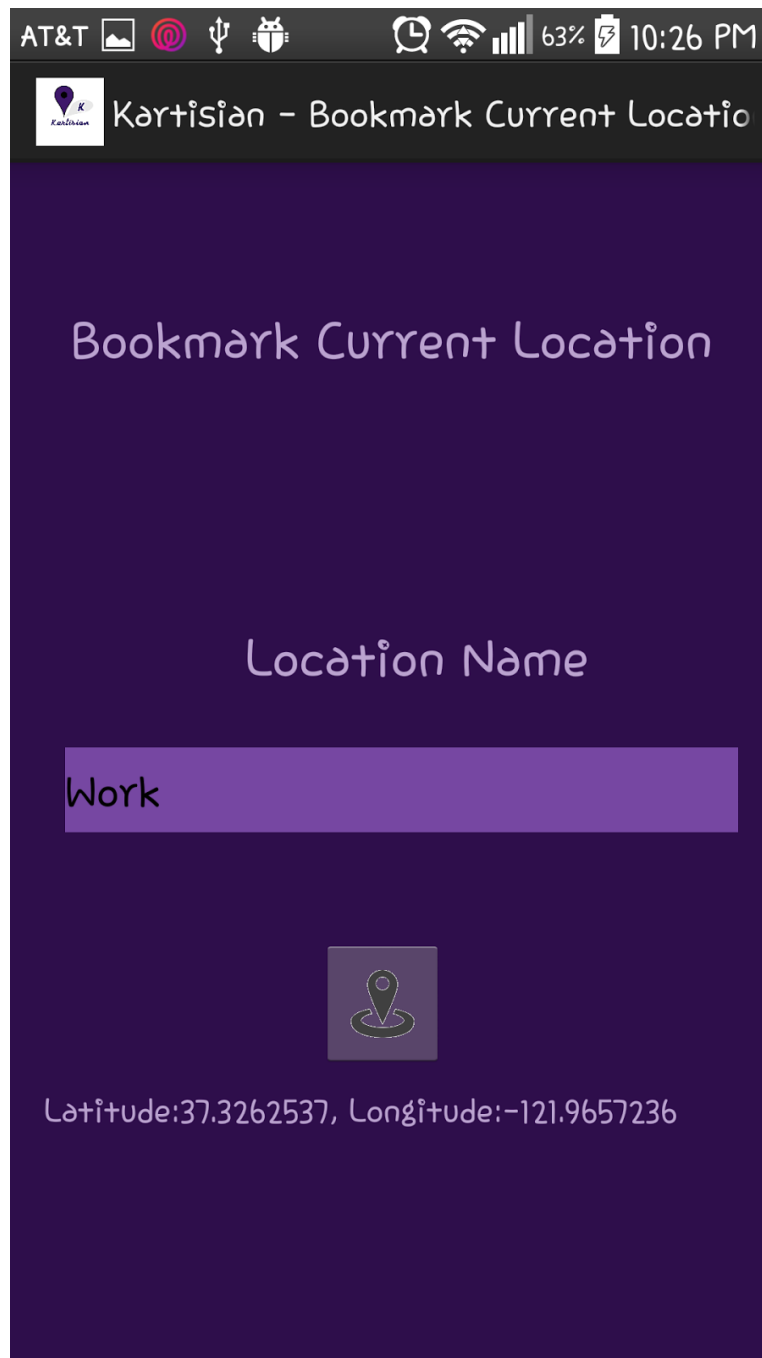 AT&T 63% 10:26 PM
K
Kartisian
Kartisian - Bookmark Current Locatio
Bookmark Current Location
Location Name
Work
Latitude:37.3262537, Longitude:-121.9657236